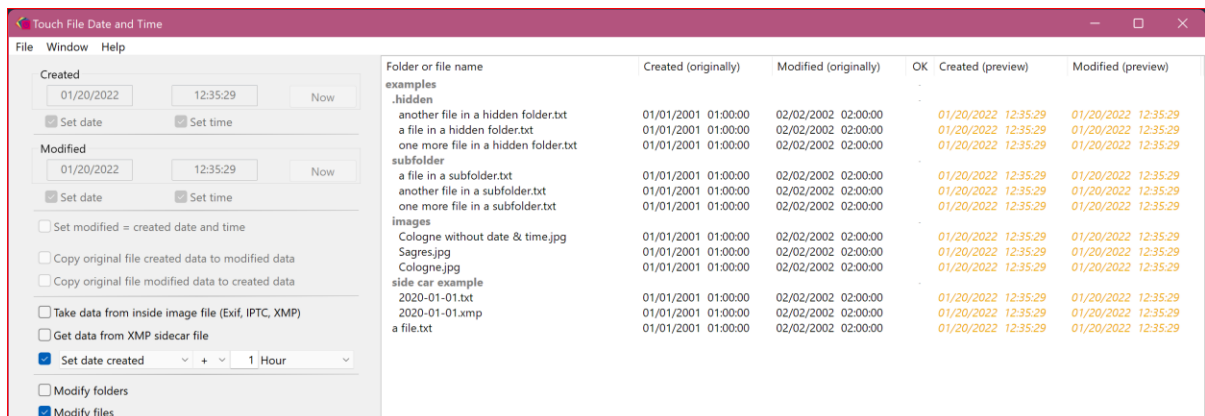 Touch File Date and Time
File Window Help
Created
01/20/2022 12:35:29 Now
Set date Set time
Modified
01/20/2022 12:35:29 Now
Set date Set time
Set modified = created date and time
Copy original file created data to modified data
Copy original file modified data to created data
Take data from inside image file (Exif, IPTC, XMP)
Get data from XMP sidecar file
Set date created + 1 Hour
Modify folders
Modify files
Folder or file name Created (originally) Modified (originally) OK Created (preview) Modified (preview)
examples
.hidden
another file in a hidden folder.txt 01/01/2001 01:00:00 02/02/2002 02:00:00 01/20/2022 12:35:29 01/20/2022 12:35:29
a file in a hidden folder.txt 01/01/2001 01:00:00 02/02/2002 02:00:00 01/20/2022 12:35:29 01/20/2022 12:35:29
one more file in a hidden folder.txt 01/01/2001 01:00:00 02/02/2002 02:00:00 01/20/2022 12:35:29 01/20/2022 12:35:29
subfolder
a file in a subfolder.txt 01/01/2001 01:00:00 02/02/2002 02:00:00 01/20/2022 12:35:29 01/20/2022 12:35:29
another file in a subfolder.txt 01/01/2001 01:00:00 02/02/2002 02:00:00 01/20/2022 12:35:29 01/20/2022 12:35:29
one more file in a subfolder.txt 01/01/2001 01:00:00 02/02/2002 02:00:00 01/20/2022 12:35:29 01/20/2022 12:35:29
images
Cologne without date & time.jpg 01/01/2001 01:00:00 02/02/2002 02:00:00 01/20/2022 12:35:29 01/20/2022 12:35:29
Sagres.jpg 01/01/2001 01:00:00 02/02/2002 02:00:00 01/20/2022 12:35:29 01/20/2022 12:35:29
Cologne.jpg 01/01/2001 01:00:00 02/02/2002 02:00:00 01/20/2022 12:35:29 01/20/2022 12:35:29
side car example
2020-01-01.txt 01/01/2001 01:00:00 02/02/2002 02:00:00 01/20/2022 12:35:29 01/20/2022 12:35:29
2020-01-01.xmp 01/01/2001 01:00:00 02/02/2002 02:00:00 01/20/2022 12:35:29 01/20/2022 12:35:29
a file.txt 01/01/2001 01:00:00 02/02/2002 02:00:00 01/20/2022 12:35:29 01/20/2022 12:35:29